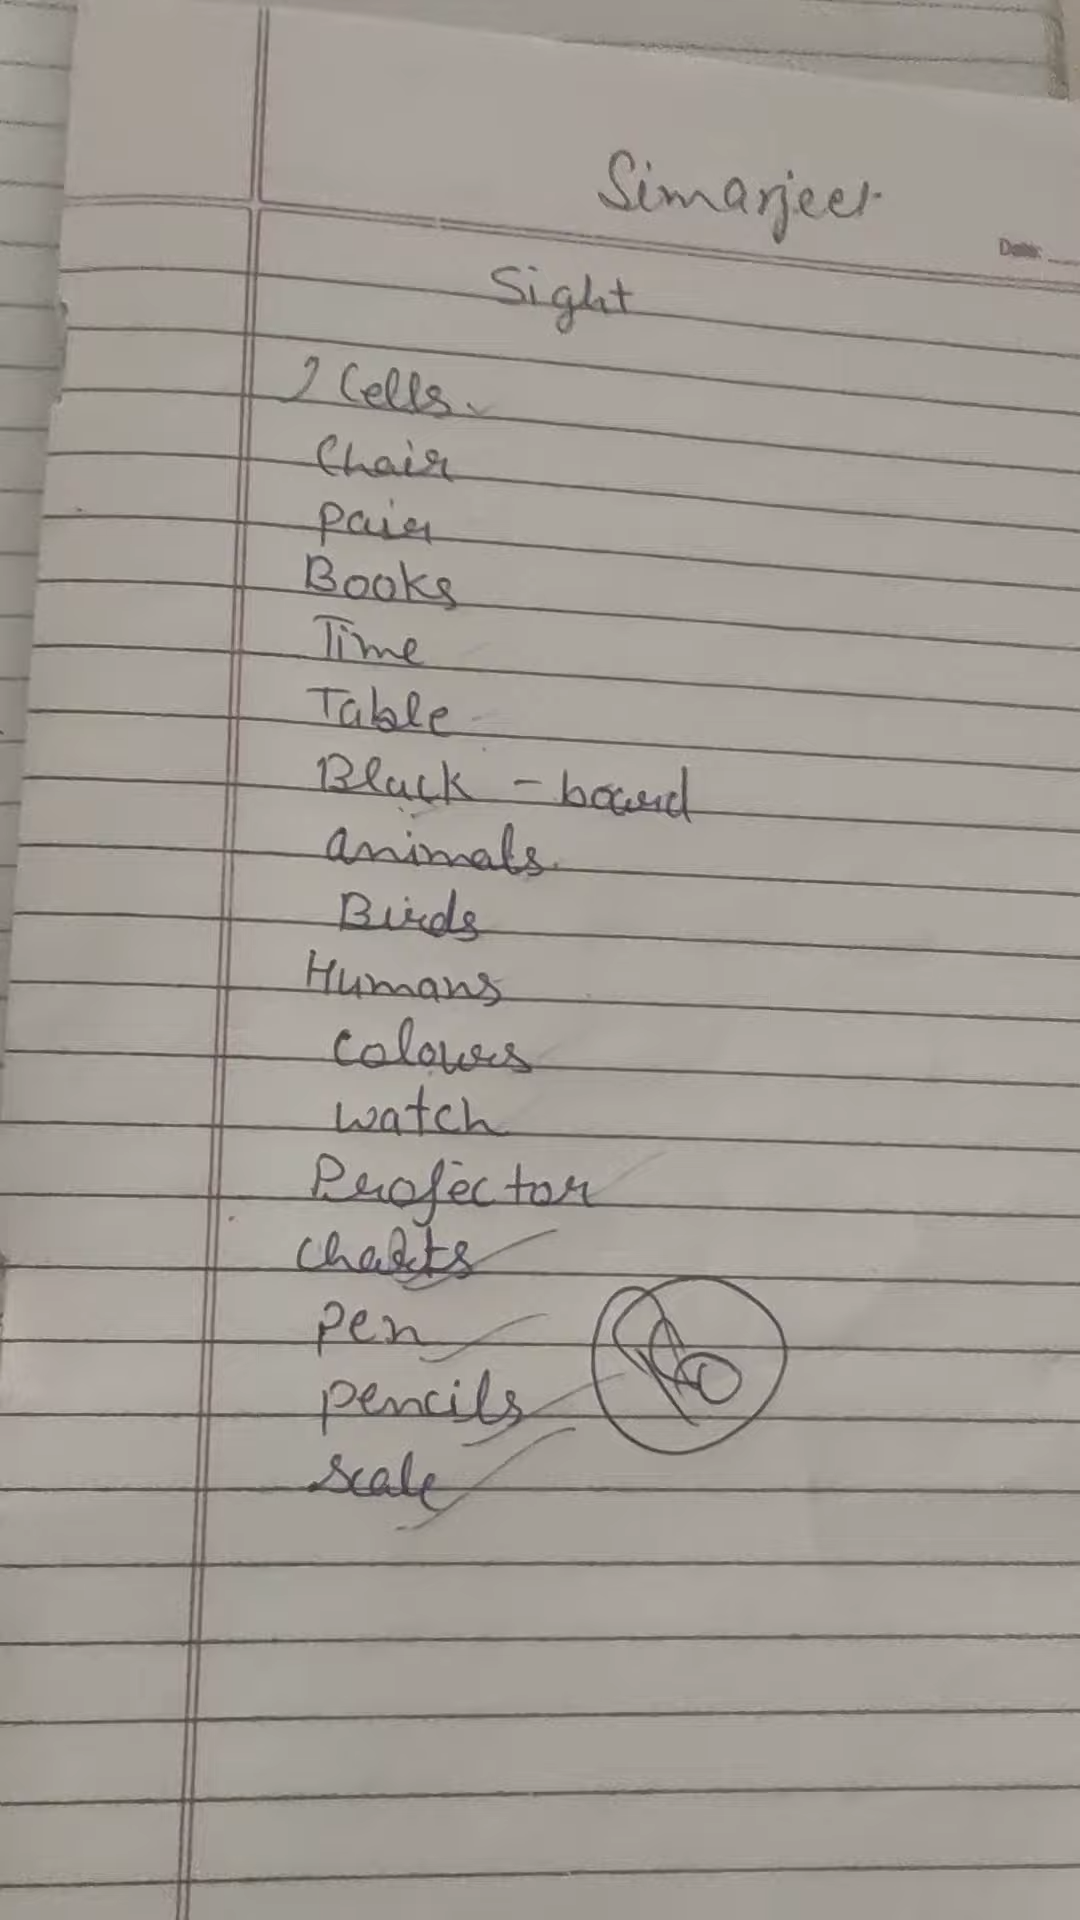 Simarjeet
Date:
Sight
2 Cells
Chair
Pair
Books
Time
Table
Black - board
animals
Birds
Humans
Colours
watch
Projector
charts
pen
pencils
scale